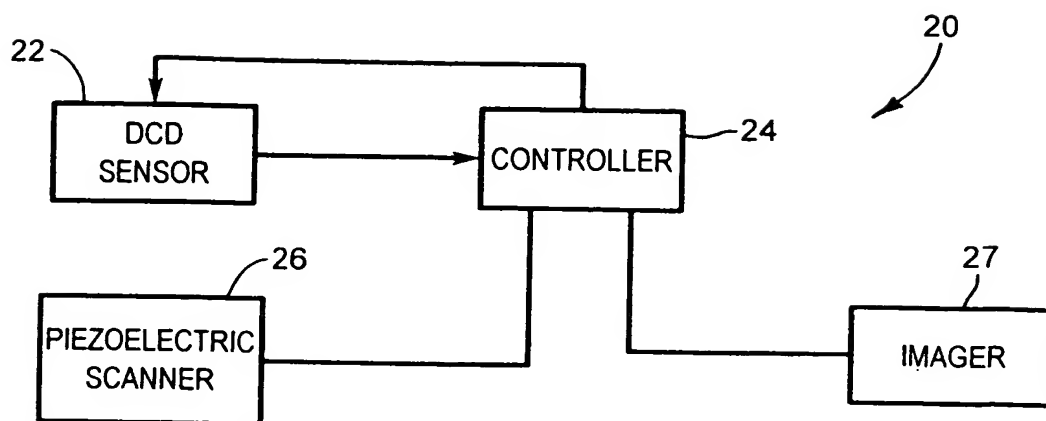 20
22
DCD
SENSOR
24
CONTROLLER
26
PIEZOELECTRIC
SCANNER
27
IMAGER